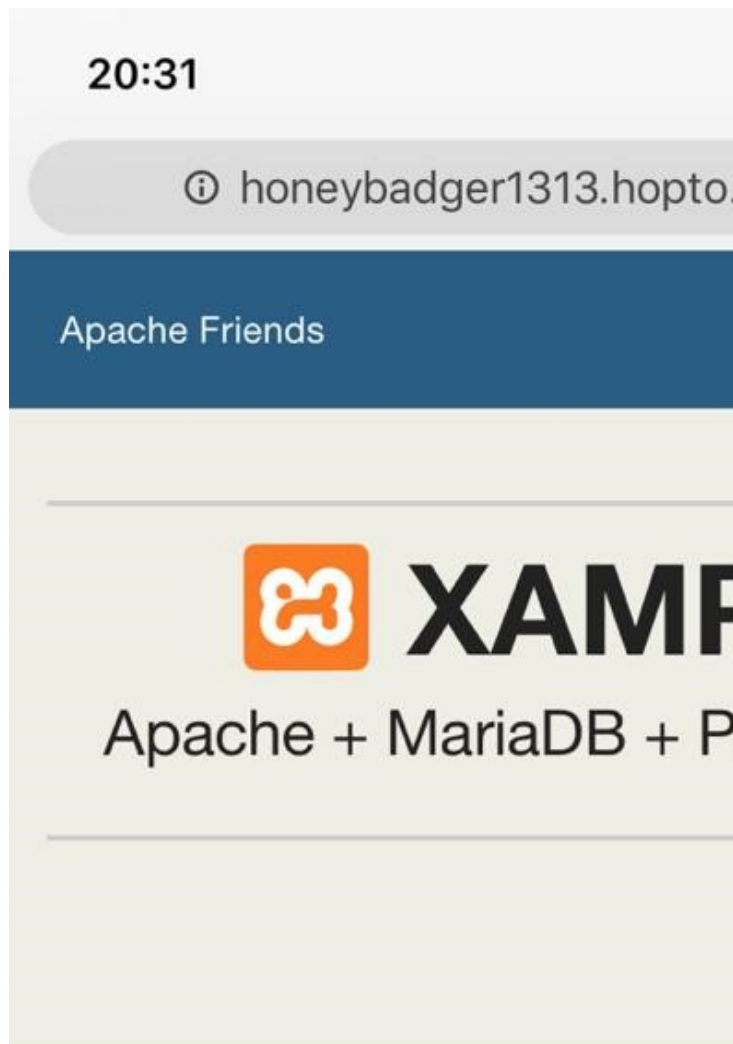 20:31
honeybadger1313.hopto.
Apache Friends
XAMP
Apache + MariaDB + P